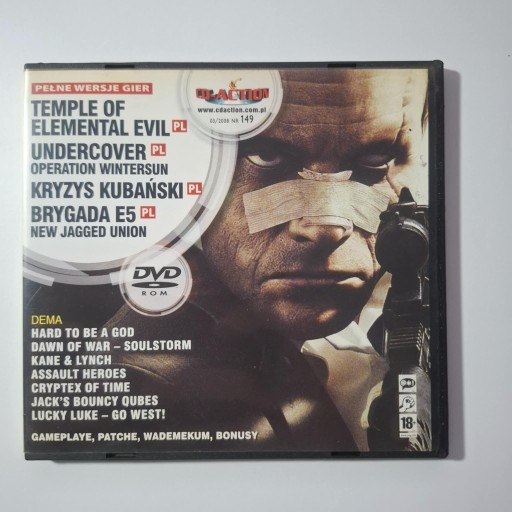 PEŁNE WERSJE GIER
TEMPLE OF
ELEMENTAL EVIL PL
UNDERCOVER PL
OPERATION WINTERSUN
KRYZYS KUBAŃSKI PL
BRYGADA E5 PL
NEW JAGGED UNION
CD-ACTION
www.cdaction.com.pl
03/2008 NR 149
DVD
ROM
DEMA
HARD TO BE A GOD
DAWN OF WAR – SOULSTORM
KANE & LYNCH
ASSAULT HEROES
CRYPTEX OF TIME
JACK'S BOUNCY QUBES
LUCKY LUKE – GO WEST!
GAMEPLAYE, PATCHE, WADEMEKUM, BONUSY
18+